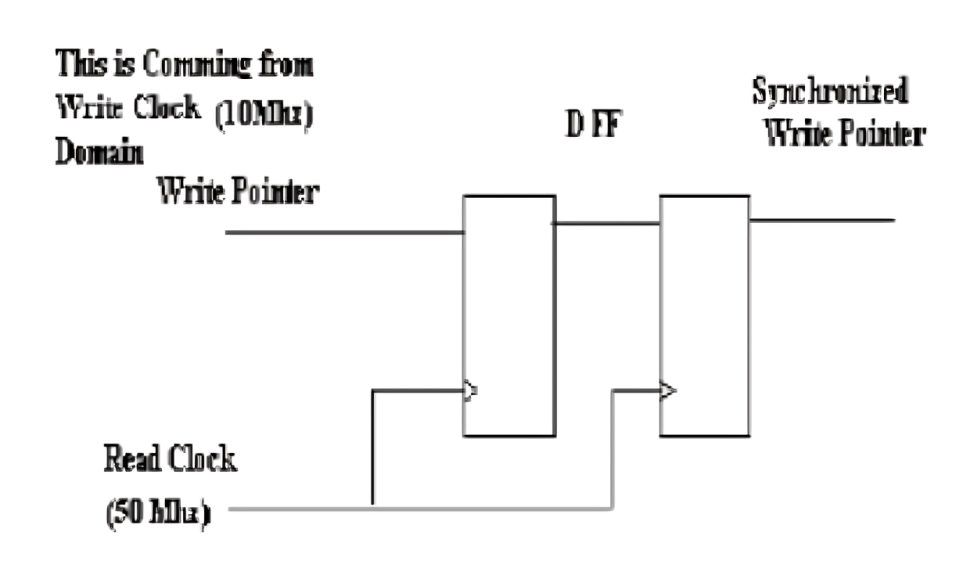 This is Comming from
Write Clock (10Mhz)
Domain
Write Pointer
D FF
Synchronized
Write Pointer
Read Clock
(50 Mhz)